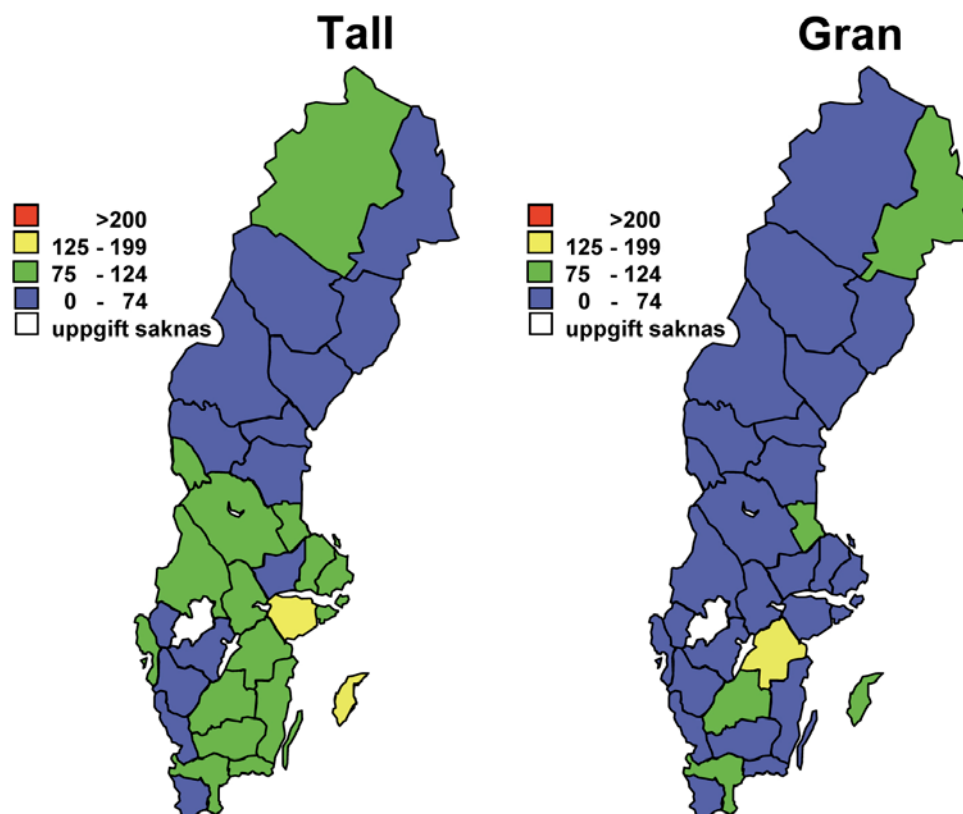 Tall
>200
125 - 199
75 - 124
0 - 74
uppgift saknas
Gran
>200
125 - 199
75 - 124
0 - 74
uppgift saknas